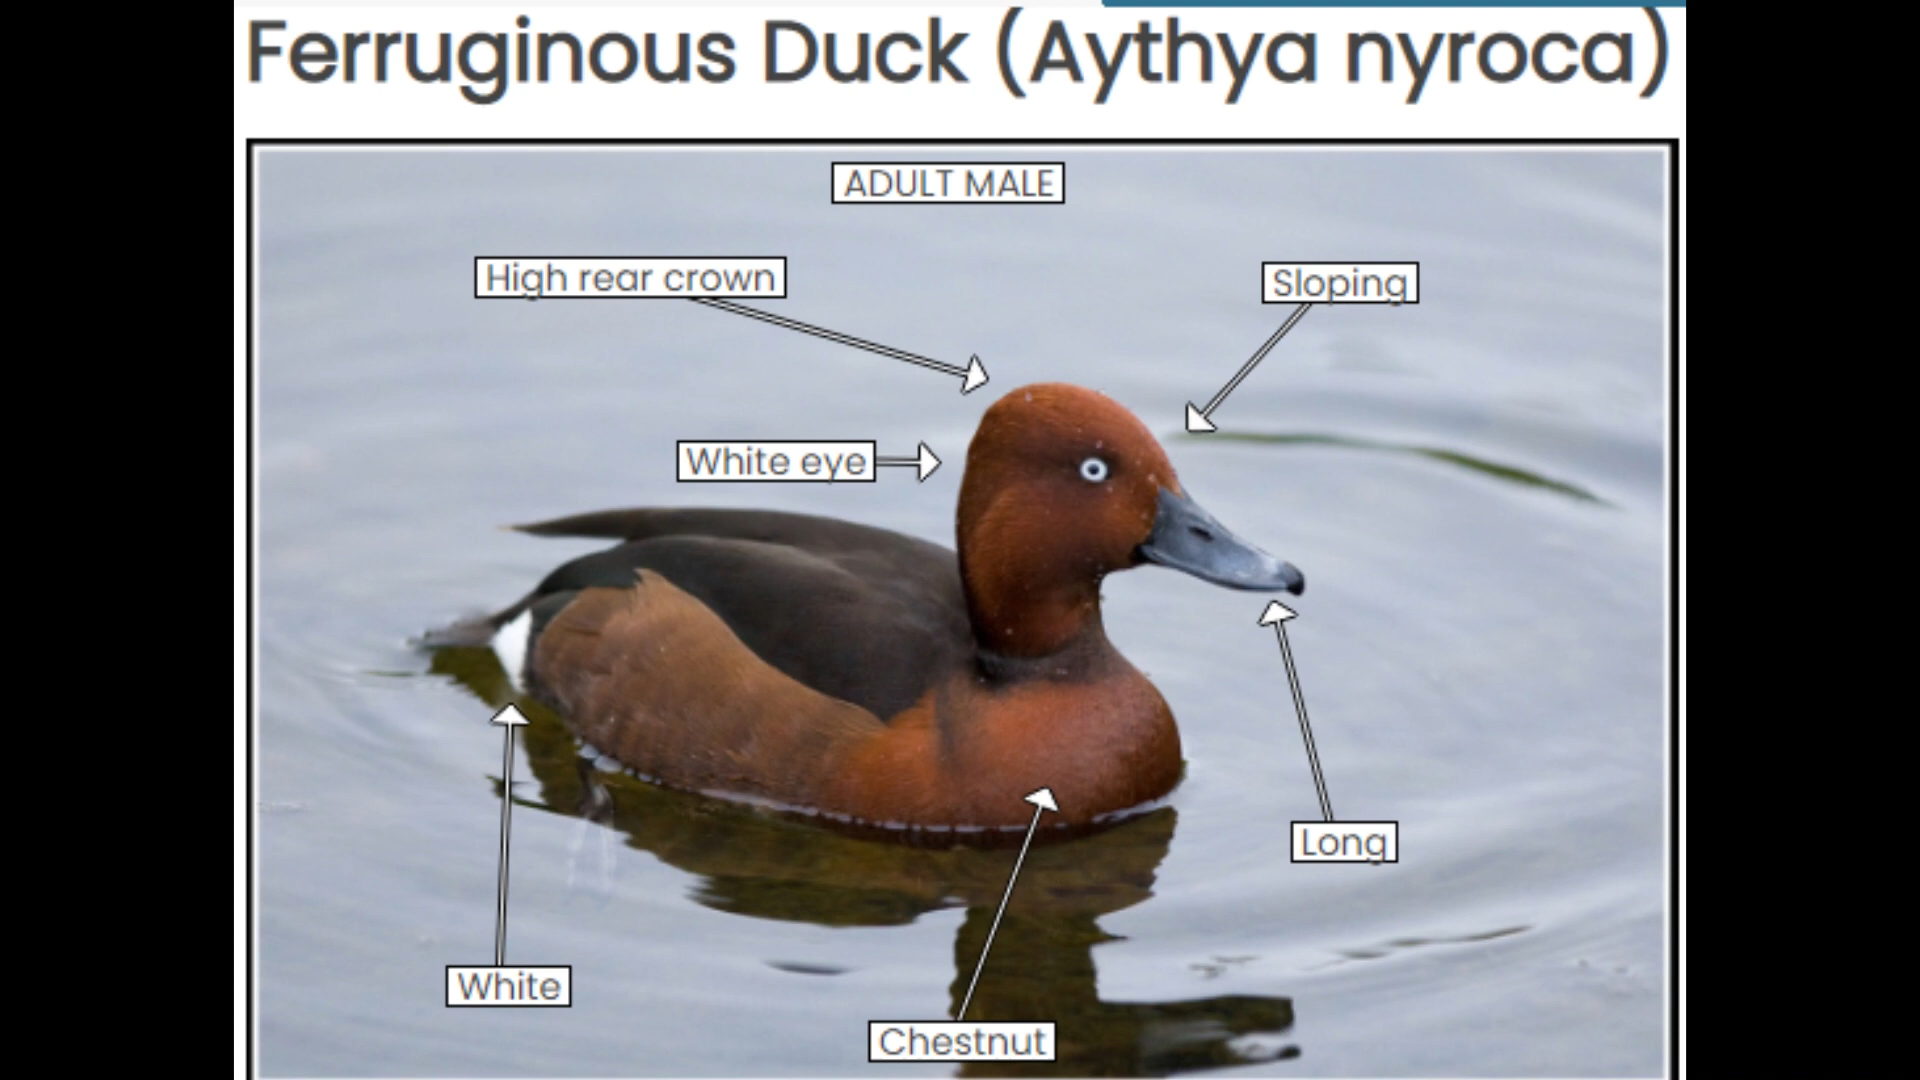 Ferruginous Duck (Aythya nyroca)
ADULT MALE
High rear crown
Sloping
White eye
Long
White
Chestnut